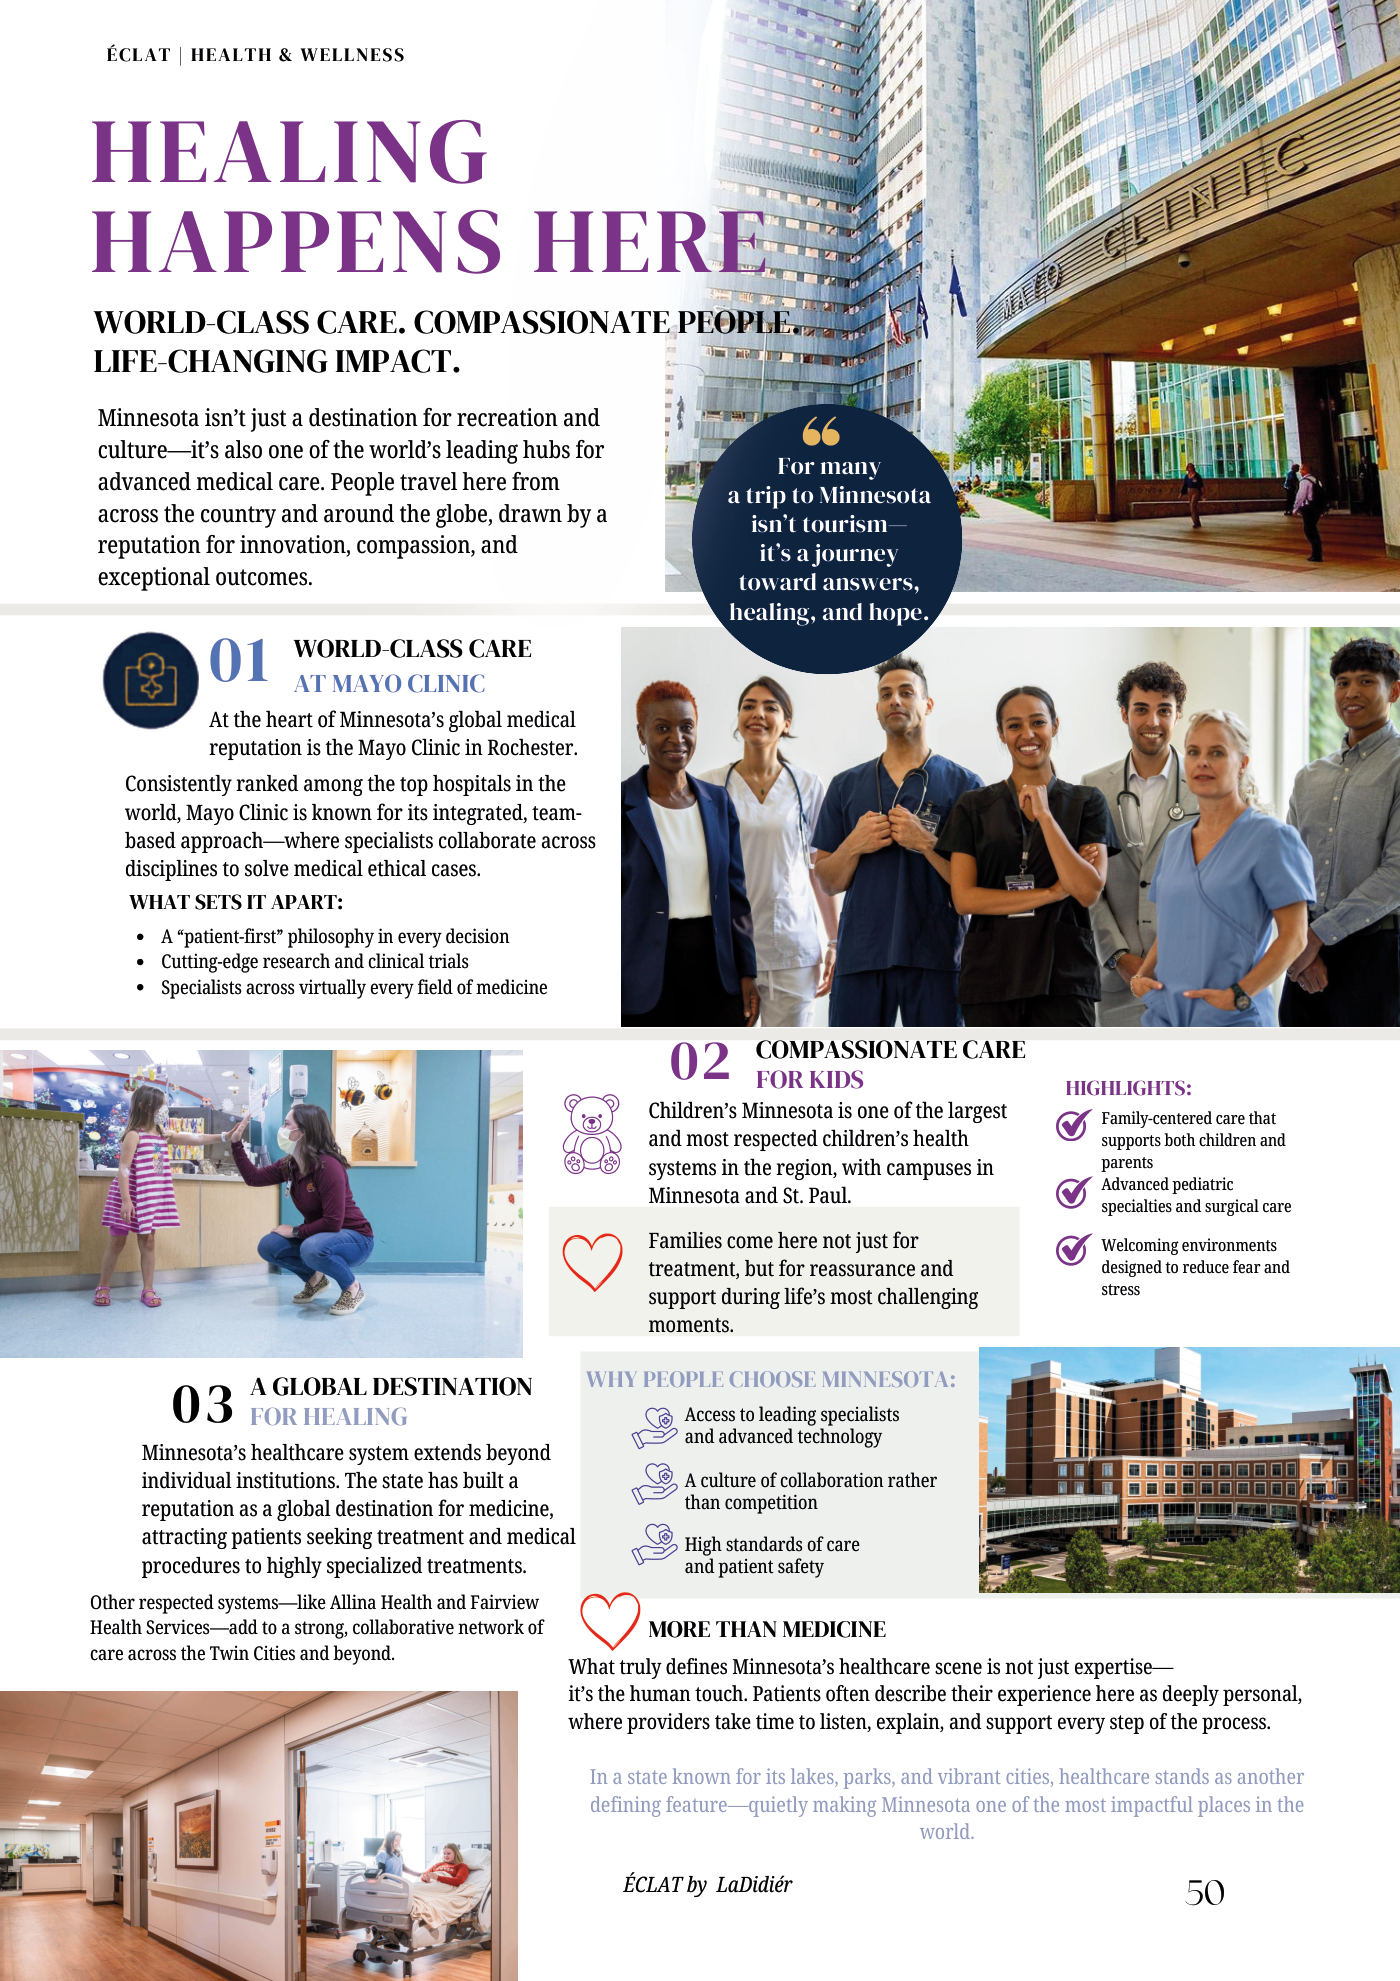 ÉCLAT | HEALTH & WELLNESS
HEALING
HAPPENS HERE
WORLD-CLASS CARE. COMPASSIONATE PEOPLE.
LIFE-CHANGING IMPACT.
Minnesota isn’t just a destination for recreation and
culture—it’s also one of the world’s leading hubs for
advanced medical care. People travel here from
across the country and around the globe, drawn by a
reputation for innovation, compassion, and
exceptional outcomes.
MAYO CLINIC
“
For many
a trip to Minnesota
isn’t tourism—
it’s a journey
toward answers,
healing, and hope.
01
WORLD-CLASS CARE
AT MAYO CLINIC
At the heart of Minnesota’s global medical
reputation is the Mayo Clinic in Rochester.
Consistently ranked among the top hospitals in the
world, Mayo Clinic is known for its integrated, team-
based approach—where specialists collaborate across
disciplines to solve medical ethical cases.
WHAT SETS IT APART:
• A “patient-first” philosophy in every decision
• Cutting-edge research and clinical trials
• Specialists across virtually every field of medicine
02
COMPASSIONATE CARE
FOR KIDS
Children’s Minnesota is one of the largest
and most respected children’s health
systems in the region, with campuses in
Minnesota and St. Paul.
Families come here not just for
treatment, but for reassurance and
support during life’s most challenging
moments.
HIGHLIGHTS:
Family-centered care that
supports both children and
parents
Advanced pediatric
specialties and surgical care
Welcoming environments
designed to reduce fear and
stress
03
A GLOBAL DESTINATION
FOR HEALING
Minnesota’s healthcare system extends beyond
individual institutions. The state has built a
reputation as a global destination for medicine,
attracting patients seeking treatment and medical
procedures to highly specialized treatments.
Other respected systems—like Allina Health and Fairview
Health Services—add to a strong, collaborative network of
care across the Twin Cities and beyond.
WHY PEOPLE CHOOSE MINNESOTA:
Access to leading specialists
and advanced technology
A culture of collaboration rather
than competition
High standards of care
and patient safety
MORE THAN MEDICINE
What truly defines Minnesota’s healthcare scene is not just expertise—
it’s the human touch. Patients often describe their experience here as deeply personal,
where providers take time to listen, explain, and support every step of the process.
In a state known for its lakes, parks, and vibrant cities, healthcare stands as another
defining feature—quietly making Minnesota one of the most impactful places in the
world.
ÉCLAT by LaDidiér
50